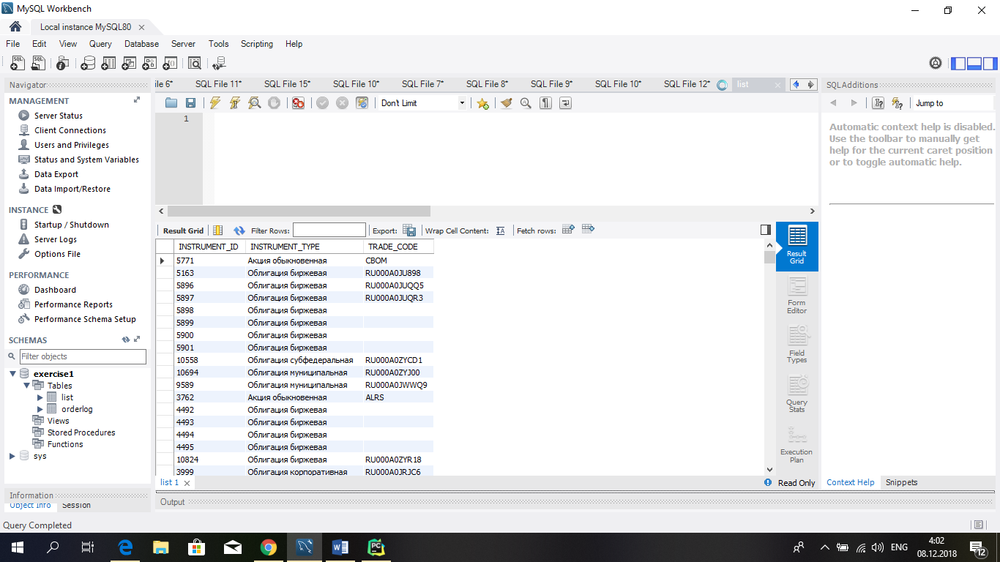 MySQL Workbench
Local instance MySQL80
File Edit View Query Database Server Tools Scripting Help
Navigator
MANAGEMENT
Server Status
Client Connections
Users and Privileges
Status and System Variables
Data Export
Data Import/Restore
INSTANCE
Startup / Shutdown
Server Logs
Options File
PERFORMANCE
Dashboard
Performance Reports
Performance Schema Setup
SCHEMAS
Filter objects
exercise1
Tables
list
orderlog
Views
Stored Procedures
Functions
sys
Information
Object Info Session
Query Completed
ile 6* SQL File 11* SQL File 15* SQL File 10* SQL File 7* SQL File 8* SQL File 9* SQL File 10* SQL File 12* list
Don't Limit
1
Result Grid Filter Rows: Export: Wrap Cell Content: Fetch rows:
INSTRUMENT_ID INSTRUMENT_TYPE TRADE_CODE
5771 Акция обыкновенная CBOM
5163 Облигация биржевая RU000A0JU898
5896 Облигация биржевая RU000A0JUQQ5
5897 Облигация биржевая RU000A0JUQR3
5898 Облигация биржевая
5899 Облигация биржевая
5900 Облигация биржевая
5901 Облигация биржевая
10558 Облигация субфедеральная RU000A0ZYCD1
10694 Облигация муниципальная RU000A0ZYJ00
9589 Облигация муниципальная RU000A0JWWQ9
3762 Акция обыкновенная ALRS
4492 Облигация биржевая
4493 Облигация биржевая
4494 Облигация биржевая
4495 Облигация биржевая
10824 Облигация биржевая RU000A0ZYR18
3999 Облигация корпоративная RU000A0JRJC6
Result
Grid
Form
Editor
Field
Types
Query
Stats
Execution
Plan
list 1
Read Only
Output
SQLAdditions
Jump to
Automatic context help is disabled.
Use the toolbar to manually get
help for the current caret position
or to toggle automatic help.
Context Help Snippets
ENG
4:02
08.12.2018
12